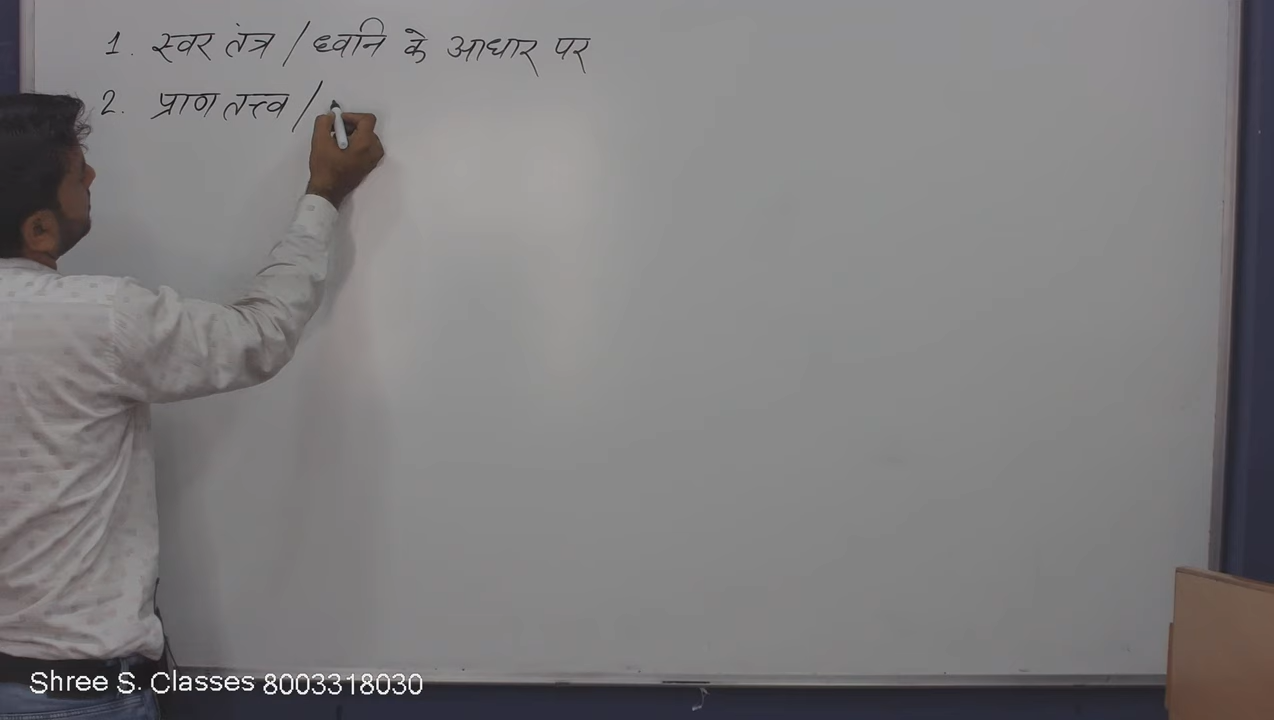 1. स्वर तंत्र / ध्वनि के आधार पर
2. प्राण तत्त्व /
Shree S. Classes 8003318030